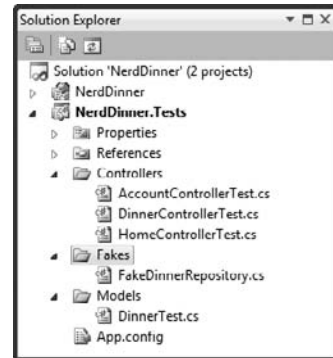 Solution Explorer
Solution 'NerdDinner' (2 projects)
NerdDinner
NerdDinner.Tests
Properties
References
Controllers
AccountControllerTest.cs
DinnerControllerTest.cs
HomeControllerTest.cs
Fakes
FakeDinnerRepository.cs
Models
DinnerTest.cs
App.config